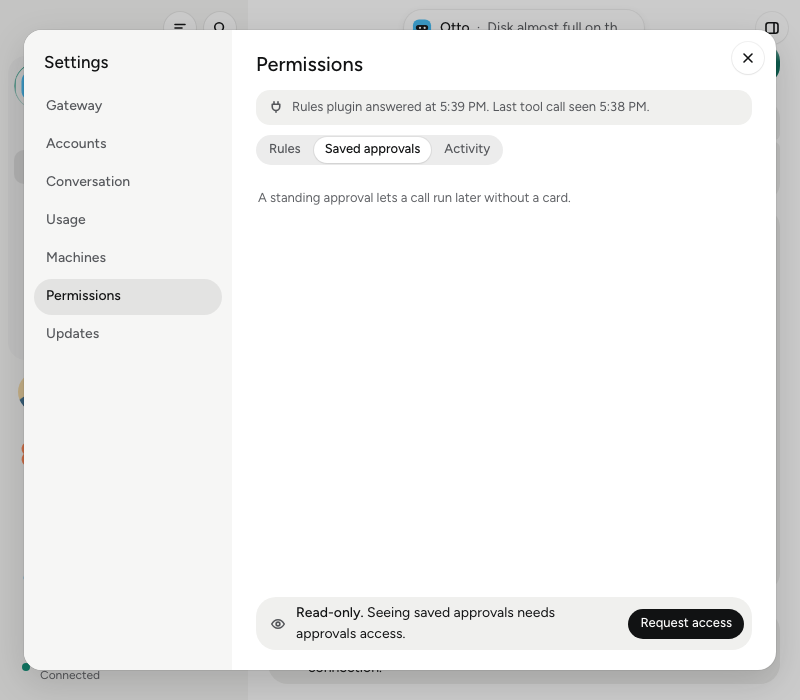 Otto · Disk almost full on th
Settings
Gateway
Accounts
Conversation
Usage
Machines
Permissions
Updates
Permissions
Rules plugin answered at 5:39 PM. Last tool call seen 5:38 PM.
Rules
Saved approvals
Activity
A standing approval lets a call run later without a card.
Read-only. Seeing saved approvals needs
approvals access.
Request access
connection.
Connected